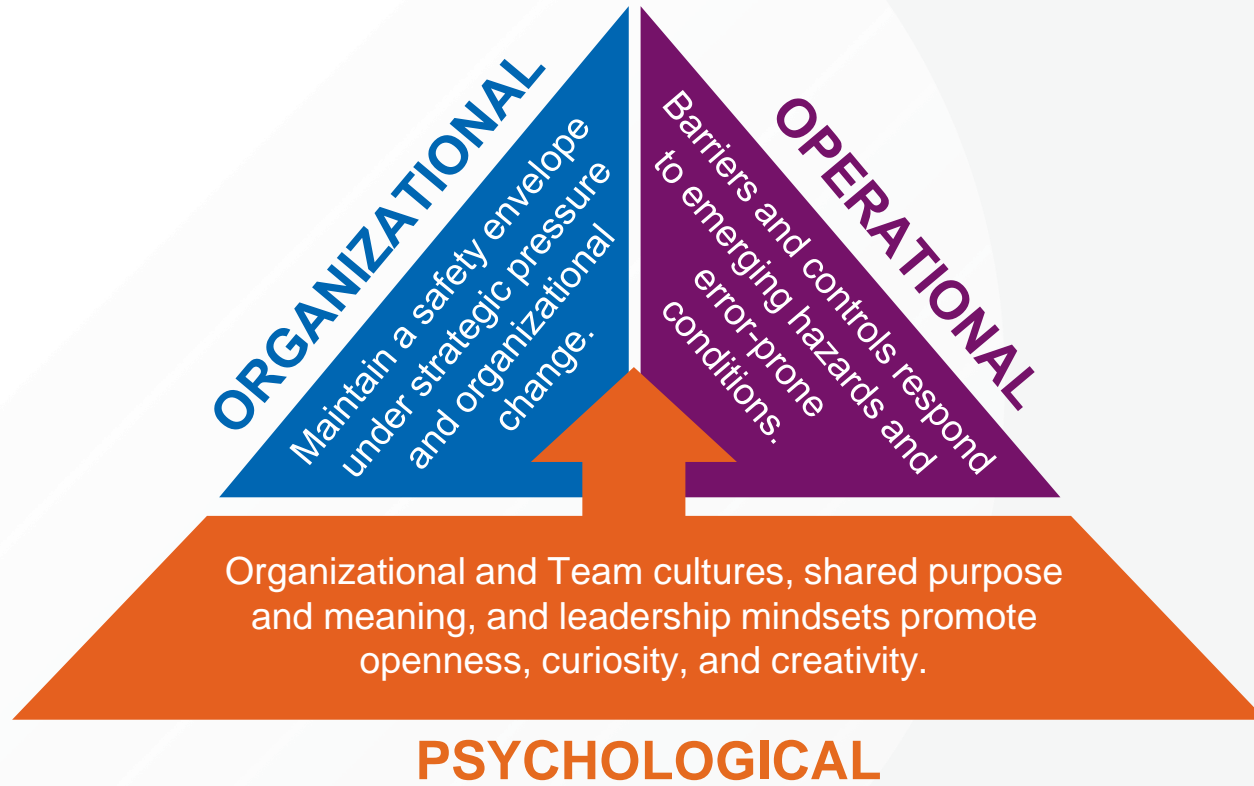 ORGANIZATIONAL
Maintain a safety envelope
under strategic pressure
and organizational
change.
OPERATIONAL
Barriers and controls respond
to emerging hazards and
error-prone
conditions.
Organizational and Team cultures, shared purpose
and meaning, and leadership mindsets promote
openness, curiosity, and creativity.
PSYCHOLOGICAL